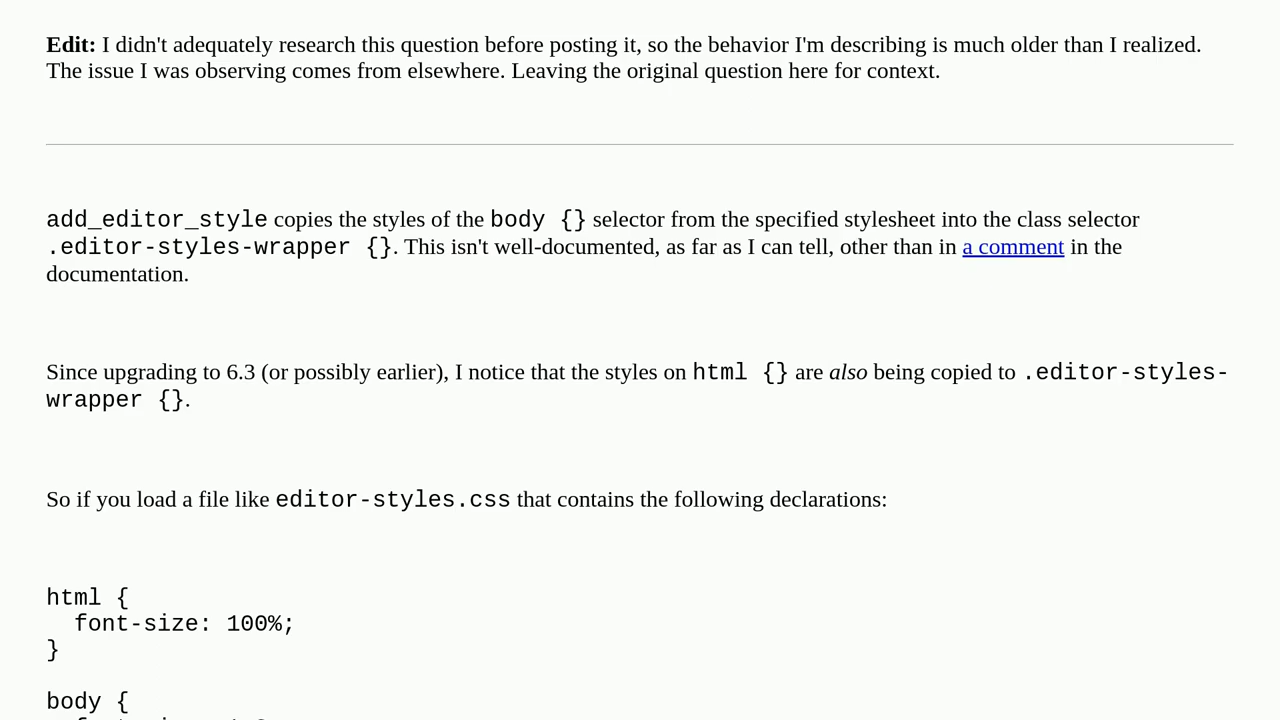 Edit: I didn't adequately research this question before posting it, so the behavior I'm describing is much older than I realized.
The issue I was observing comes from elsewhere. Leaving the original question here for context.
add_editor_style copies the styles of the body {} selector from the specified stylesheet into the class selector
.editor-styles-wrapper {}. This isn't well-documented, as far as I can tell, other than in a comment in the
documentation.
Since upgrading to 6.3 (or possibly earlier), I notice that the styles on html {} are also being copied to .editor-styles-
wrapper {}.
So if you load a file like editor-styles.css that contains the following declarations:
html {
  font-size: 100%;
}
body {